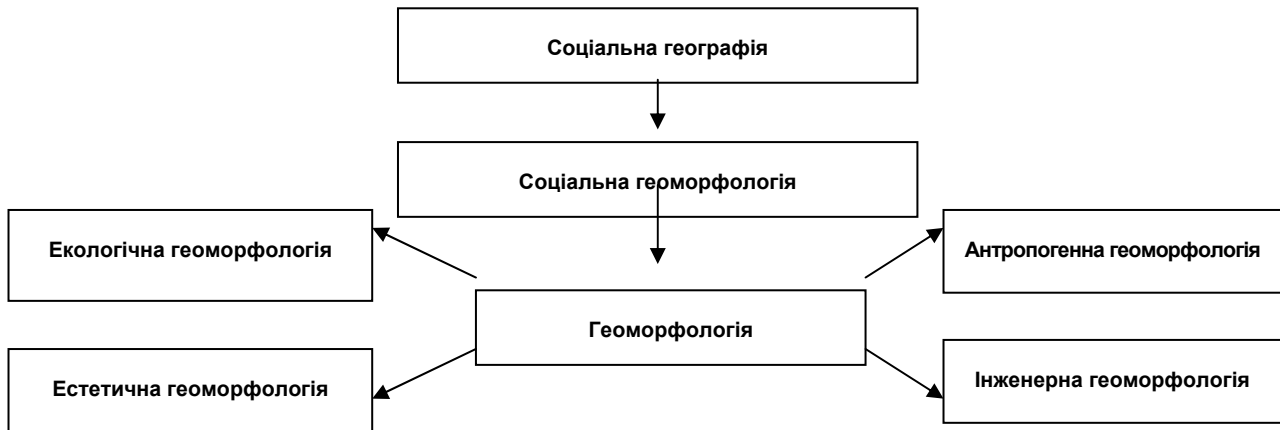 Соціальна географія
Соціальна геоморфологія
Екологічна геоморфологія
Антропогенна геоморфологія
Геоморфологія
Естетична геоморфологія
Інженерна геоморфологія